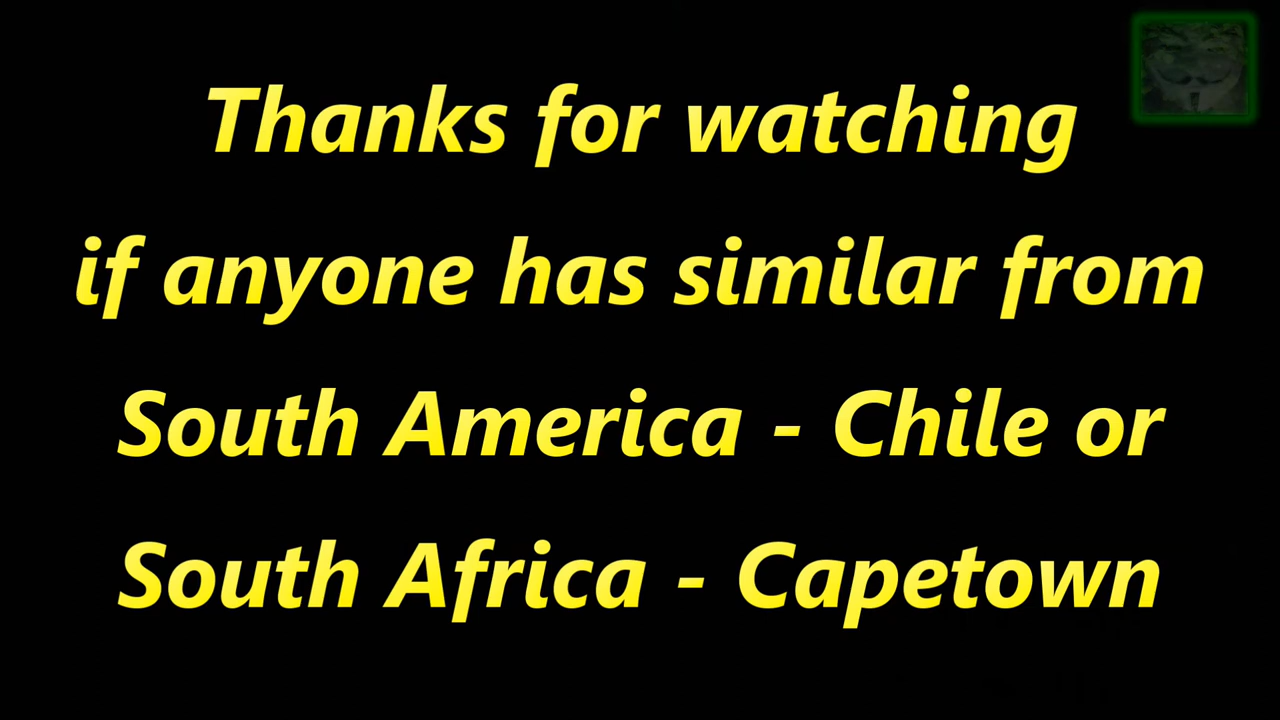 Thanks for watching
if anyone has similar from
South America - Chile or
South Africa - Capetown